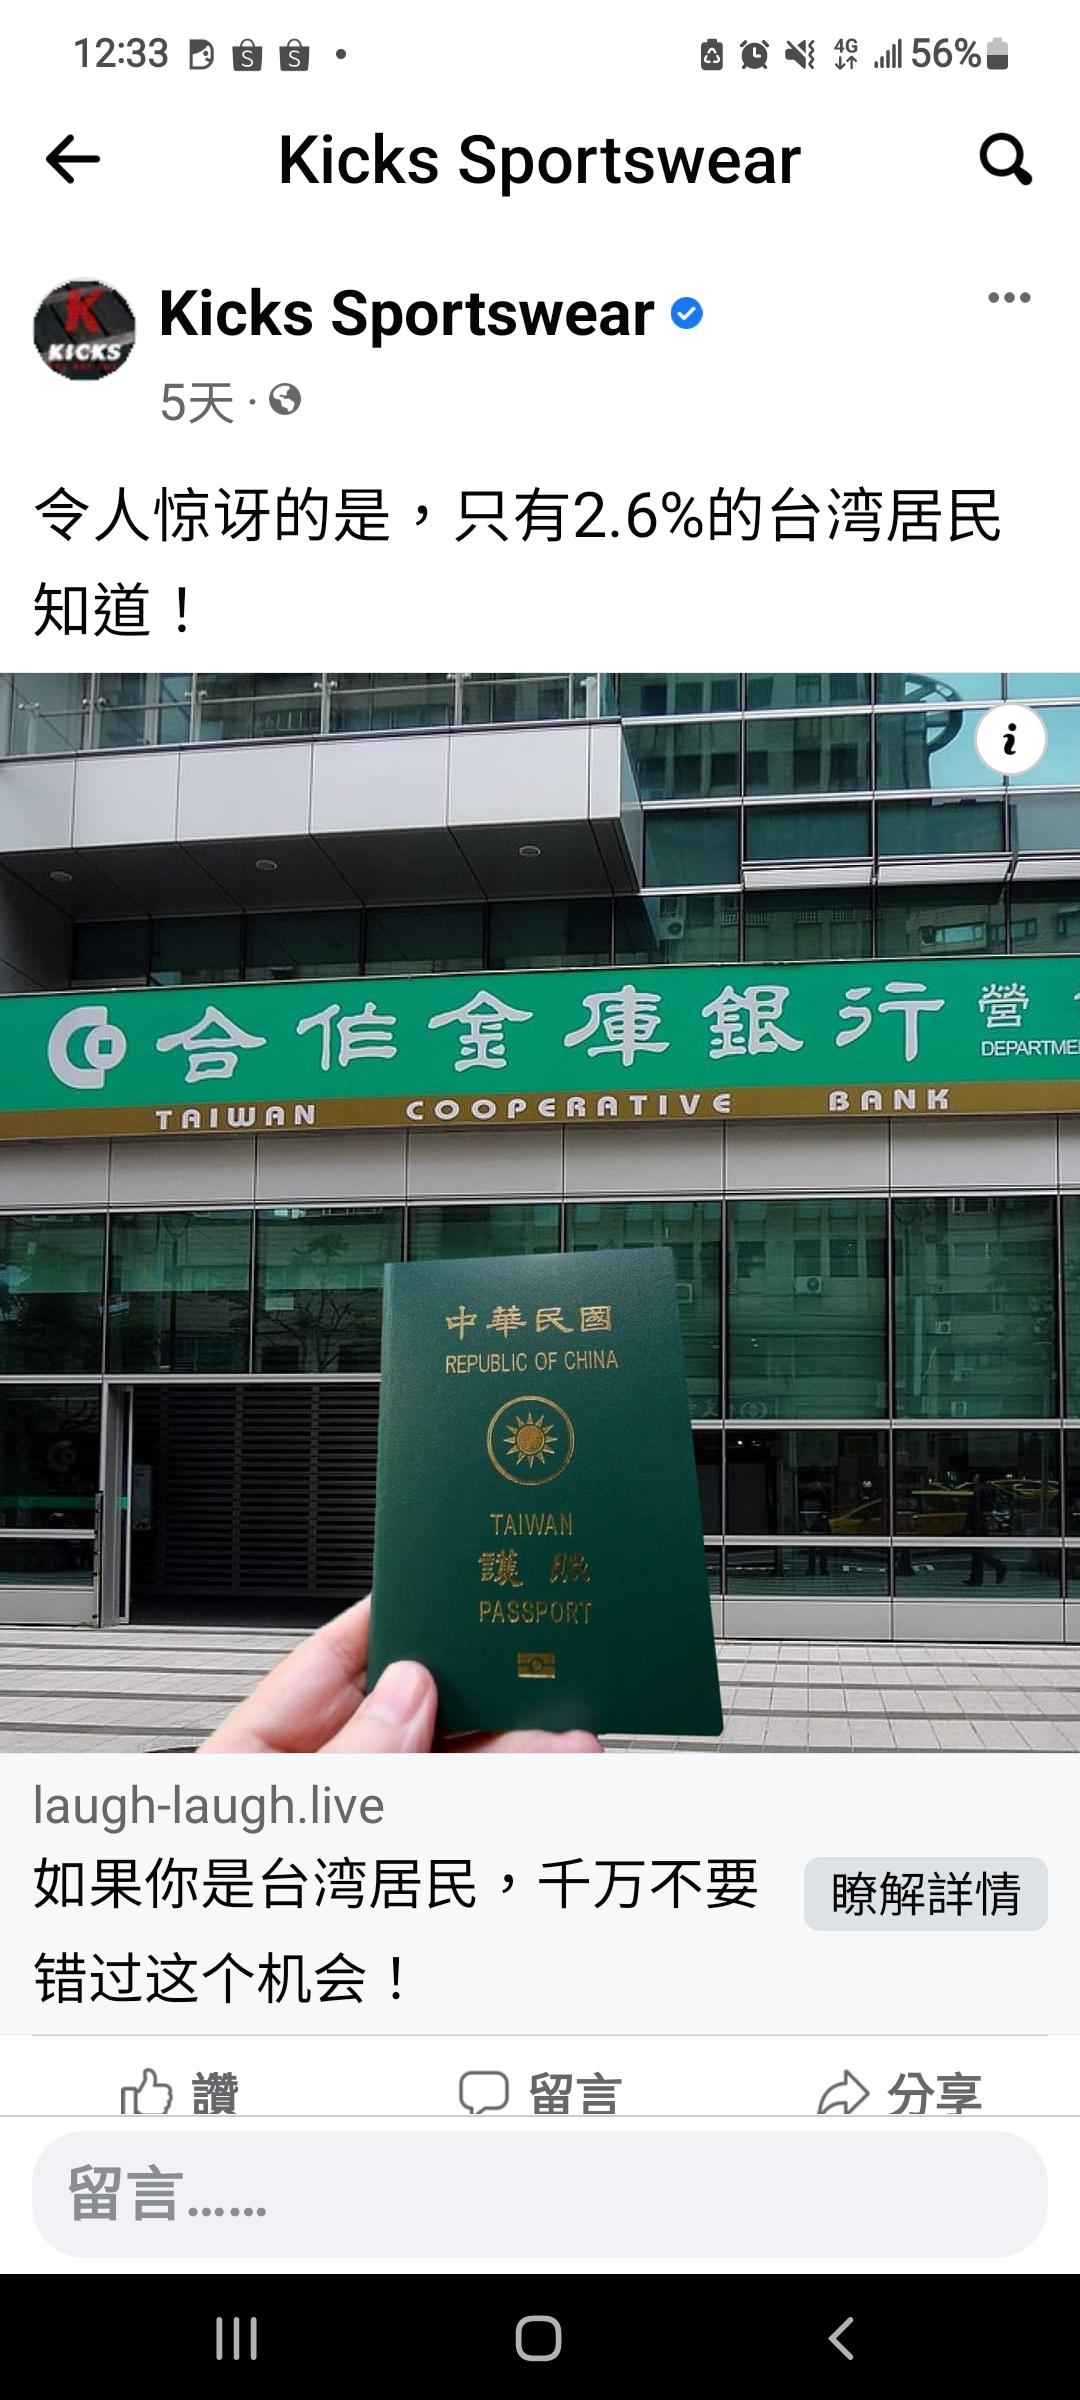 12:33
4G
56%
Kicks Sportswear
K
KICKS
Kicks Sportswear
5天
令人惊讶的是，只有2.6%的台湾居民
知道！
合作金庫銀行 營
DEPARTME
TAIWAN COOPERATIVE BANK
中華民國
REPUBLIC OF CHINA
TAIWAN
護照
PASSPORT
laugh-laugh.live
如果你是台湾居民，千万不要
错过这个机会！
瞭解詳情
讚
留言
分享
留言......